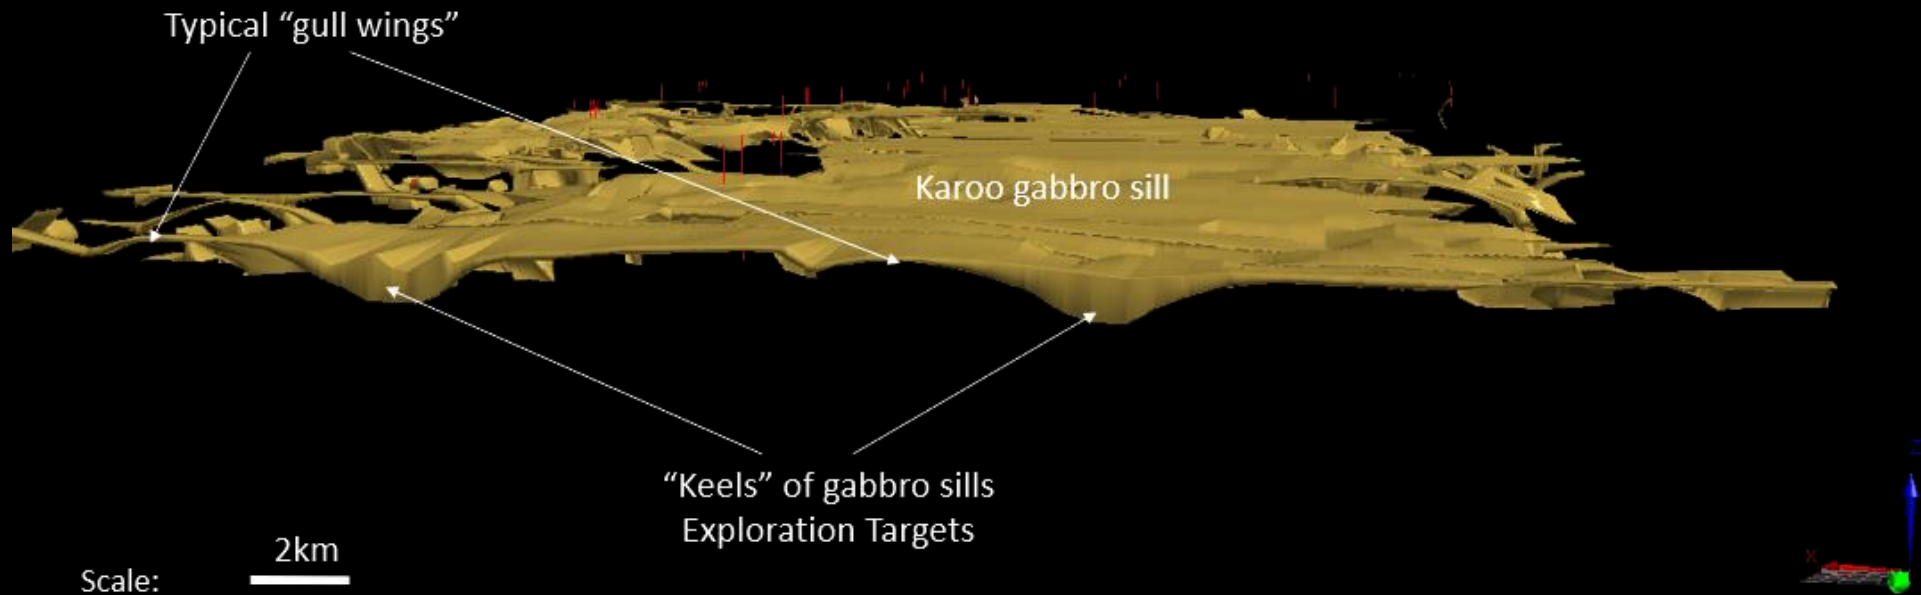 Typical “gull wings”
Karoo gabbro sill
“Keels” of gabbro sills
Exploration Targets
2km
Scale:
X
Z